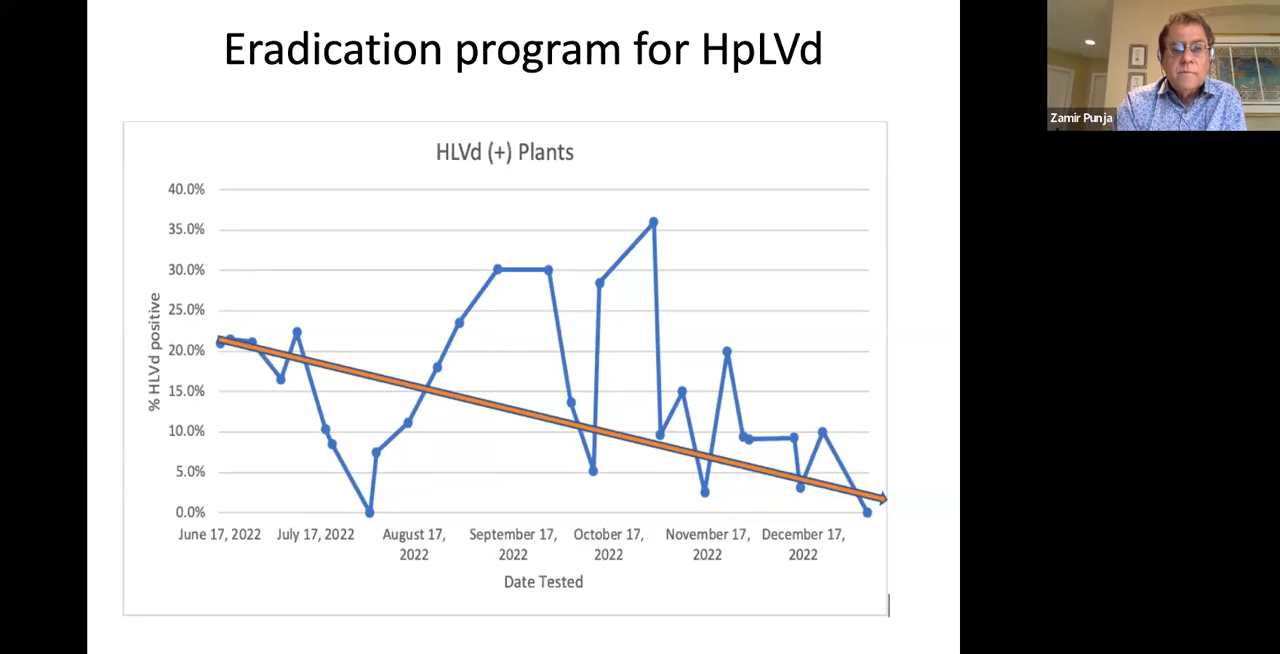 Eradication program for HpLVd
Zamir Punja
HLVd (+) Plants
40.0%
35.0%
30.0%
25.0%
20.0%
15.0%
10.0%
5.0%
0.0%
% HLVd positive
June 17, 2022 July 17, 2022 August 17, September 17, October 17, November 17, December 17,
2022 2022 2022 2022 2022
Date Tested